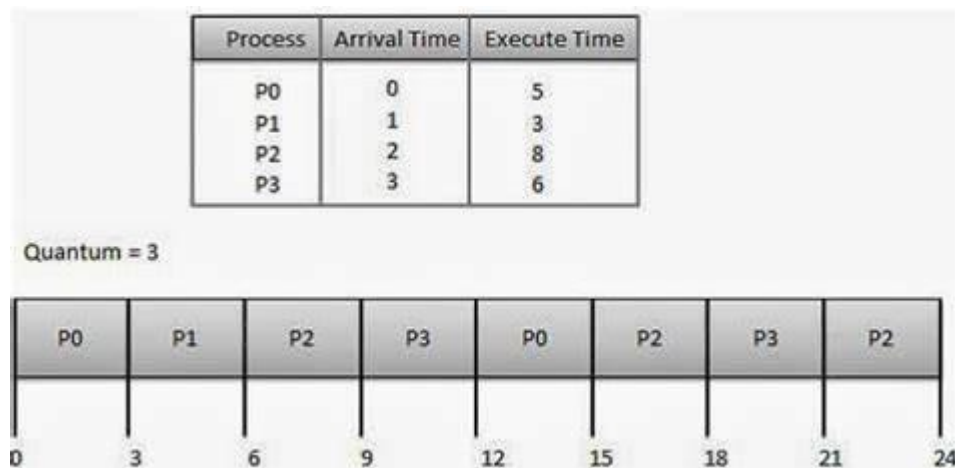 Process Arrival Time Execute Time
P0 0 5
P1 1 3
P2 2 8
P3 3 6
Quantum = 3
P0 P1 P2 P3 P0 P2 P3 P2
0 3 6 9 12 15 18 21 24